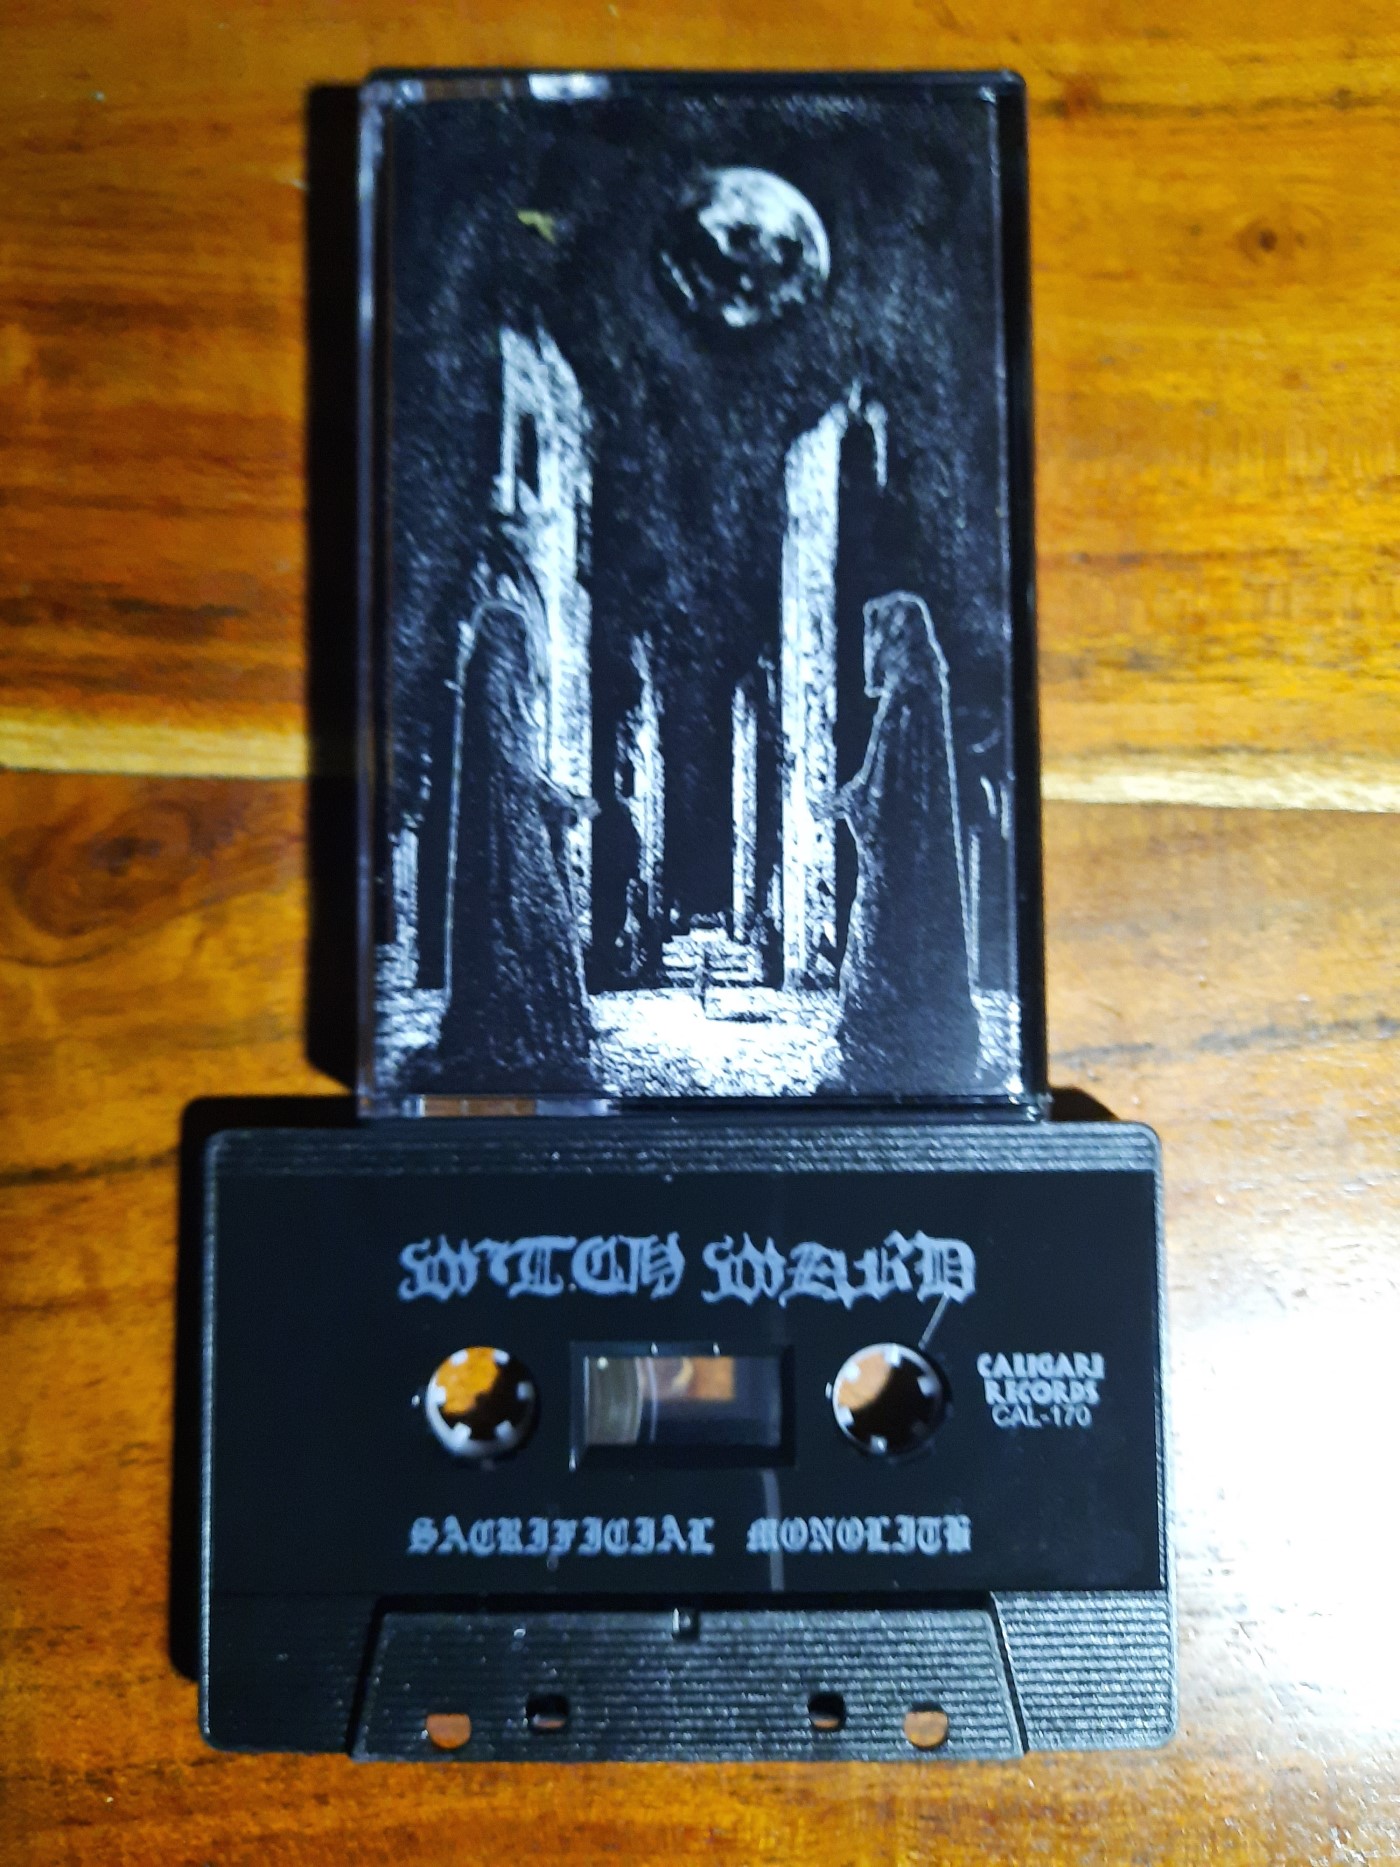 WITCH WARD
CALIGARI
RECORDS
CAL-170
SACRIFICIAL MONOLITH